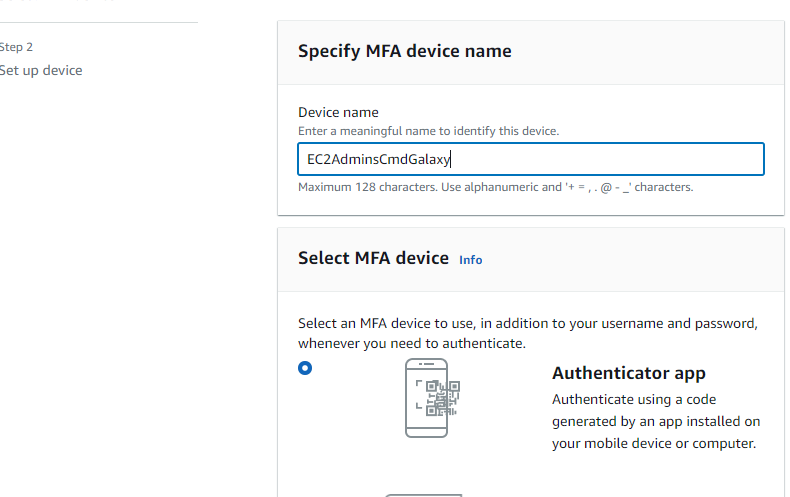 Step 2
Set up device
Specify MFA device name
Device name
Enter a meaningful name to identify this device.
EC2AdminsCmdGalaxy
Maximum 128 characters. Use alphanumeric and '+ = , . @ - _' characters.
Select MFA device Info
Select an MFA device to use, in addition to your username and password,
whenever you need to authenticate.
Authenticator app
Authenticate using a code
generated by an app installed on
your mobile device or computer.